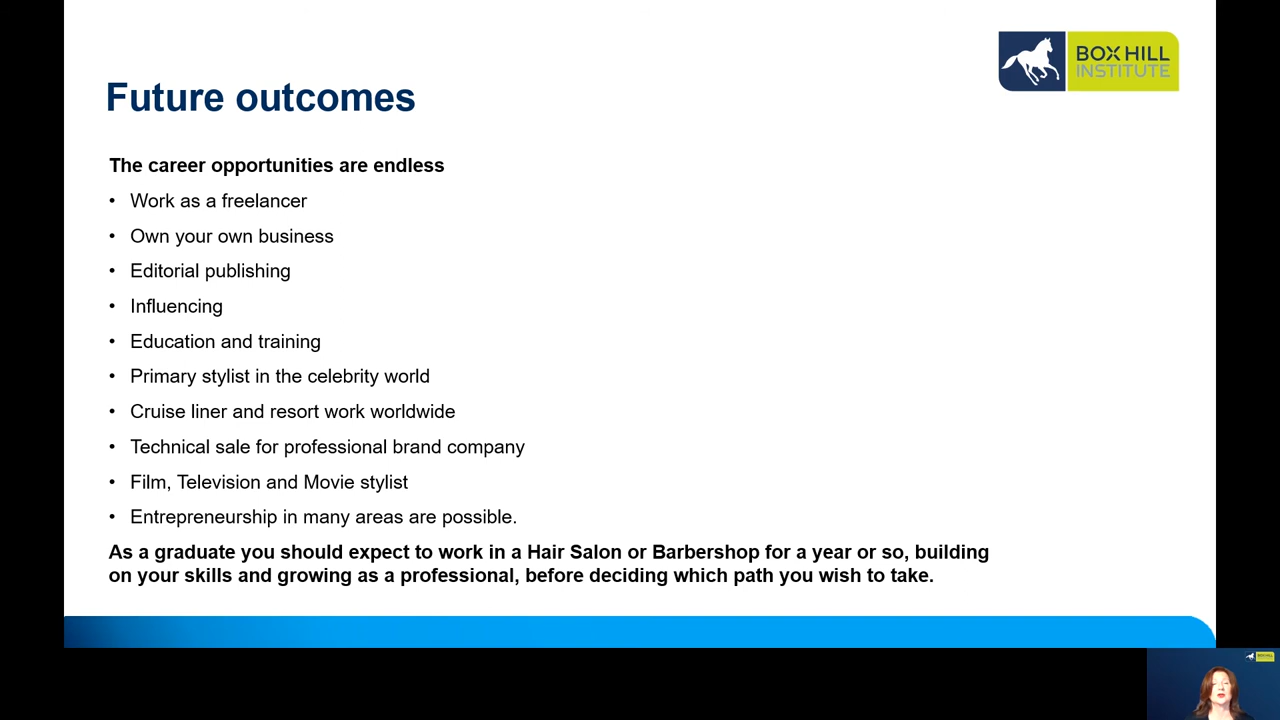 BOX HILL
INSTITUTE
Future outcomes
The career opportunities are endless
• Work as a freelancer
• Own your own business
• Editorial publishing
• Influencing
• Education and training
• Primary stylist in the celebrity world
• Cruise liner and resort work worldwide
• Technical sale for professional brand company
• Film, Television and Movie stylist
• Entrepreneurship in many areas are possible.
As a graduate you should expect to work in a Hair Salon or Barbershop for a year or so, building
on your skills and growing as a professional, before deciding which path you wish to take.
BOX HILL